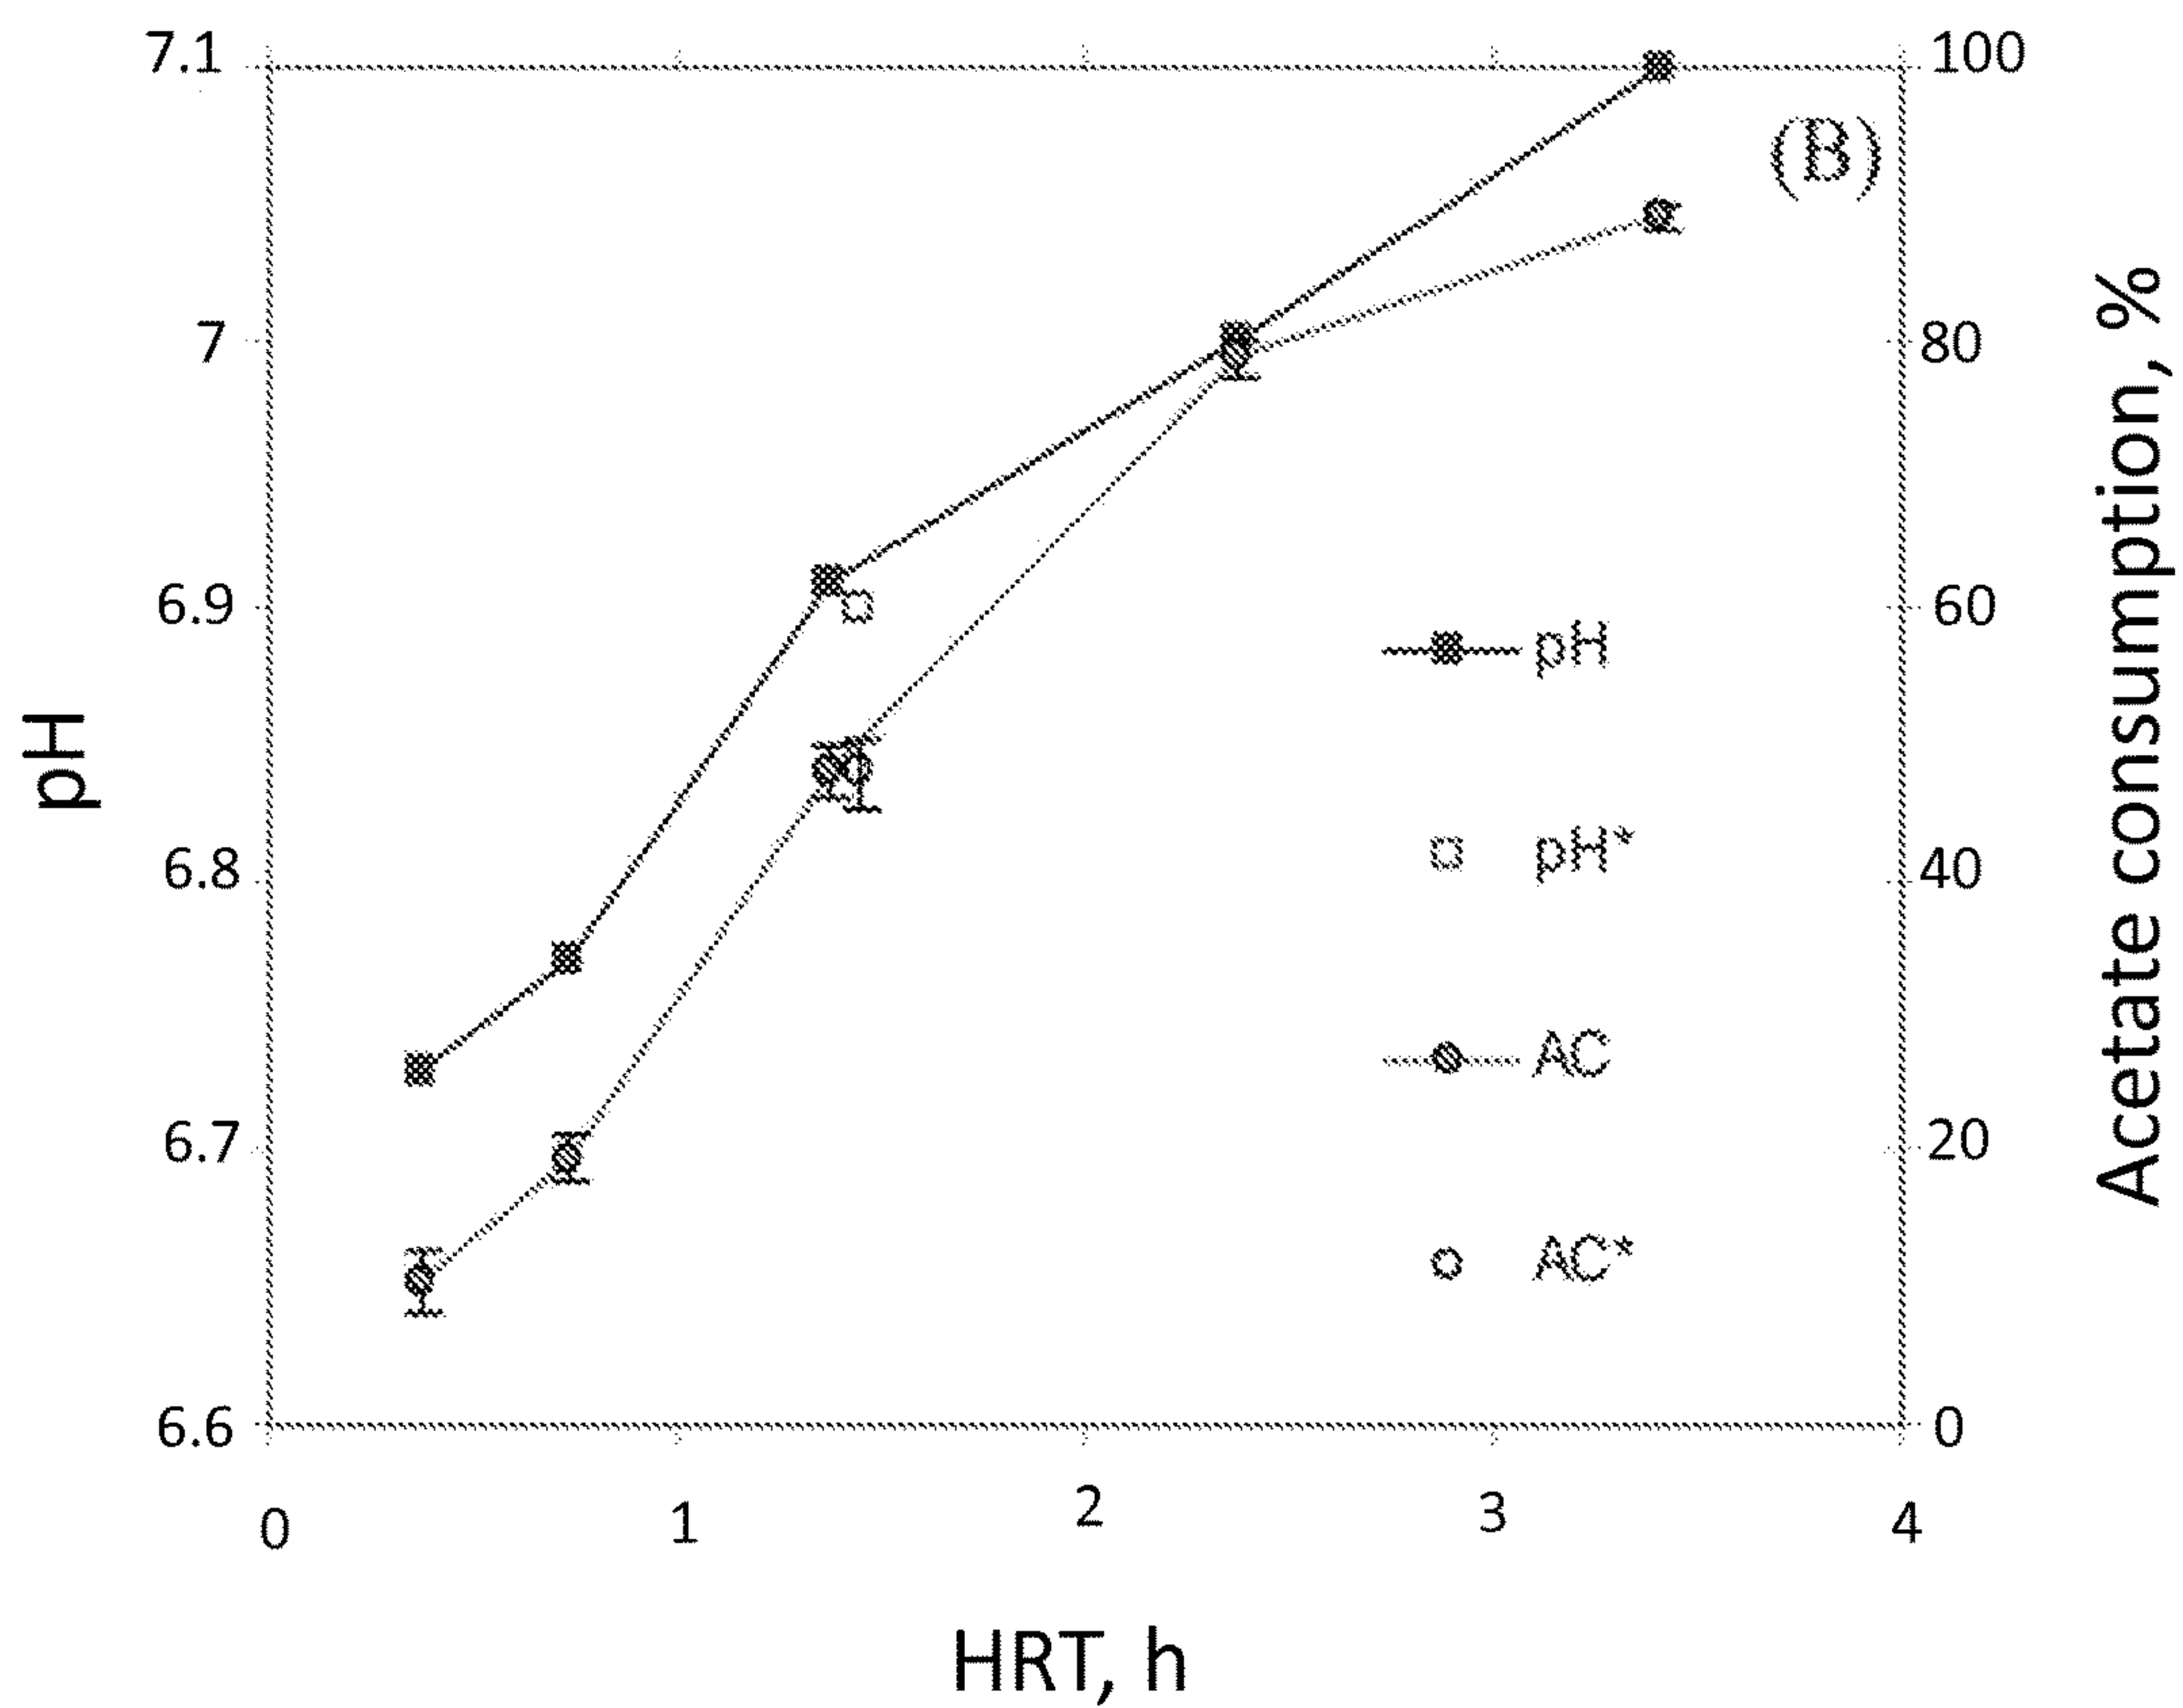 7.1
7
6.9
6.8
6.7
6.6
pH
100
80
60
40
20
0
Acetate consumption, %
(B)
pH
pH*
AC
AC*
0
1
2
3
4
HRT, h